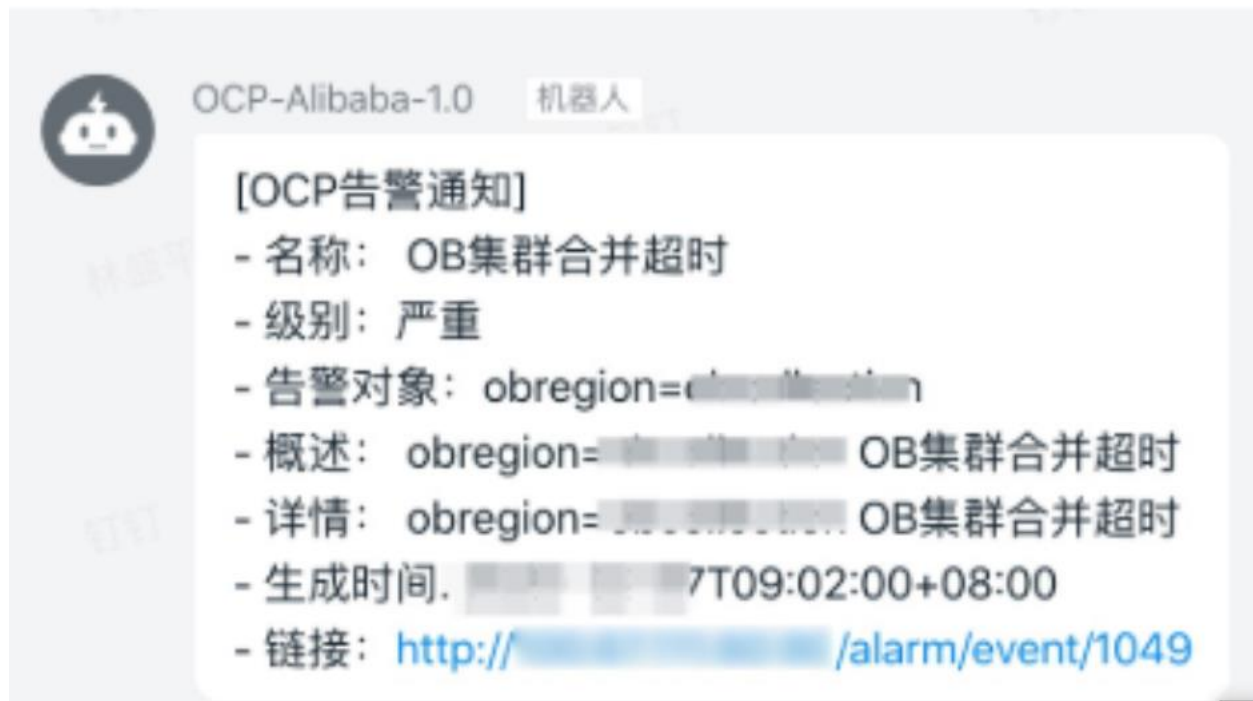 OCP-Alibaba-1.0 机器人
[OCP告警通知]
- 名称： OB集群合并超时
- 级别：严重
- 告警对象：obregion=
- 概述： obregion= OB集群合并超时
- 详情： obregion= OB集群合并超时
- 生成时间. 7T09:02:00+08:00
- 链接：http:// /alarm/event/1049